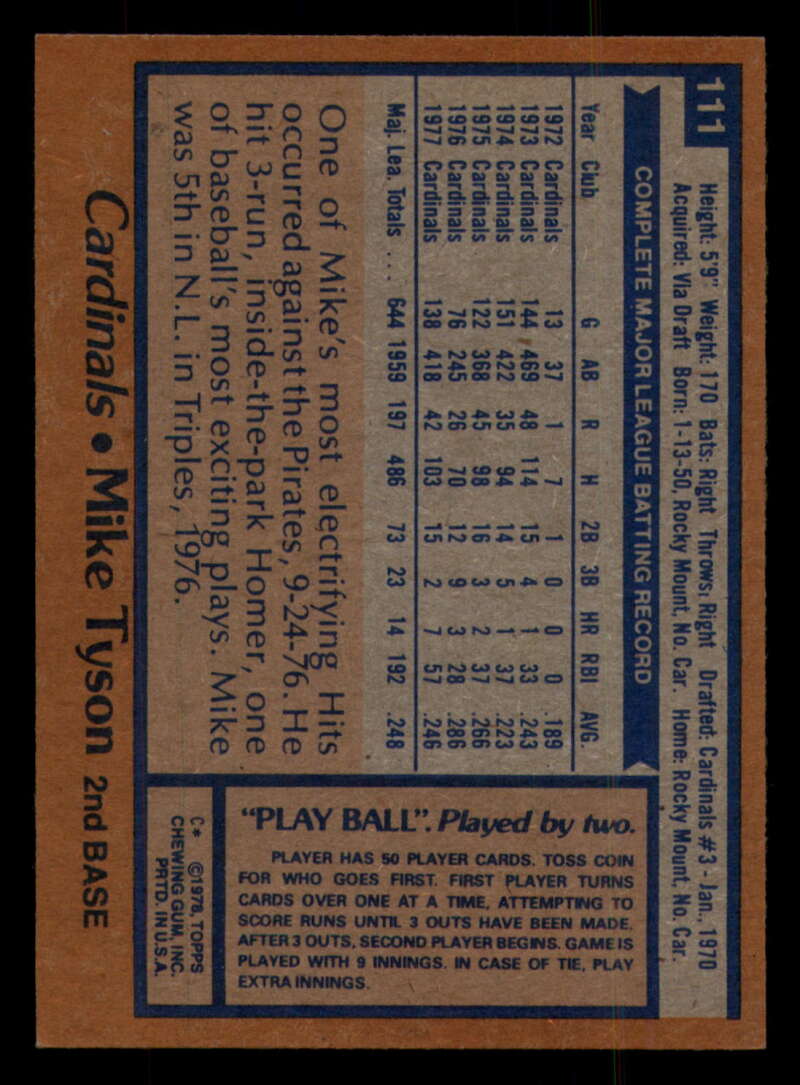 111
Height: 5'9" Weight: 170 Bats: Right Throws: Right Drafted: Cardinals #3 - Jan., 1970
Acquired: Via Draft Born: 1-13-50, Rocky Mount, No. Car. Home: Rocky Mount, No. Car.
COMPLETE MAJOR LEAGUE BATTING RECORD
Year Club G AB R H 2B 3B HR RBI AVG.
1972 Cardinals 13 37 1 7 1 0 0 0 .189
1973 Cardinals 144 469 48 114 15 4 1 33 .243
1974 Cardinals 151 422 35 94 14 5 1 37 .223
1975 Cardinals 122 368 45 98 16 3 2 37 .266
1976 Cardinals 76 245 26 70 12 9 3 28 .286
1977 Cardinals 138 418 42 103 15 2 7 57 .246
Maj. Lea. Totals ... 644 1959 197 486 73 23 14 192 .248
One of Mike's most electrifying Hits
occurred against the Pirates, 9-24-76. He
hit 3-run, inside-the-park Homer, one
of baseball's most exciting plays. Mike
was 5th in N.L. in Triples, 1976.
Cardinals • Mike Tyson 2nd BASE
"PLAY BALL". Played by two.
PLAYER HAS 50 PLAYER CARDS. TOSS COIN
FOR WHO GOES FIRST. FIRST PLAYER TURNS
CARDS OVER ONE AT A TIME, ATTEMPTING TO
SCORE RUNS UNTIL 3 OUTS HAVE BEEN MADE.
AFTER 3 OUTS, SECOND PLAYER BEGINS. GAME IS
PLAYED WITH 9 INNINGS. IN CASE OF TIE, PLAY
EXTRA INNINGS.
C* ©1978, TOPPS
CHEWING GUM, INC.
PRTD. IN U.S.A.